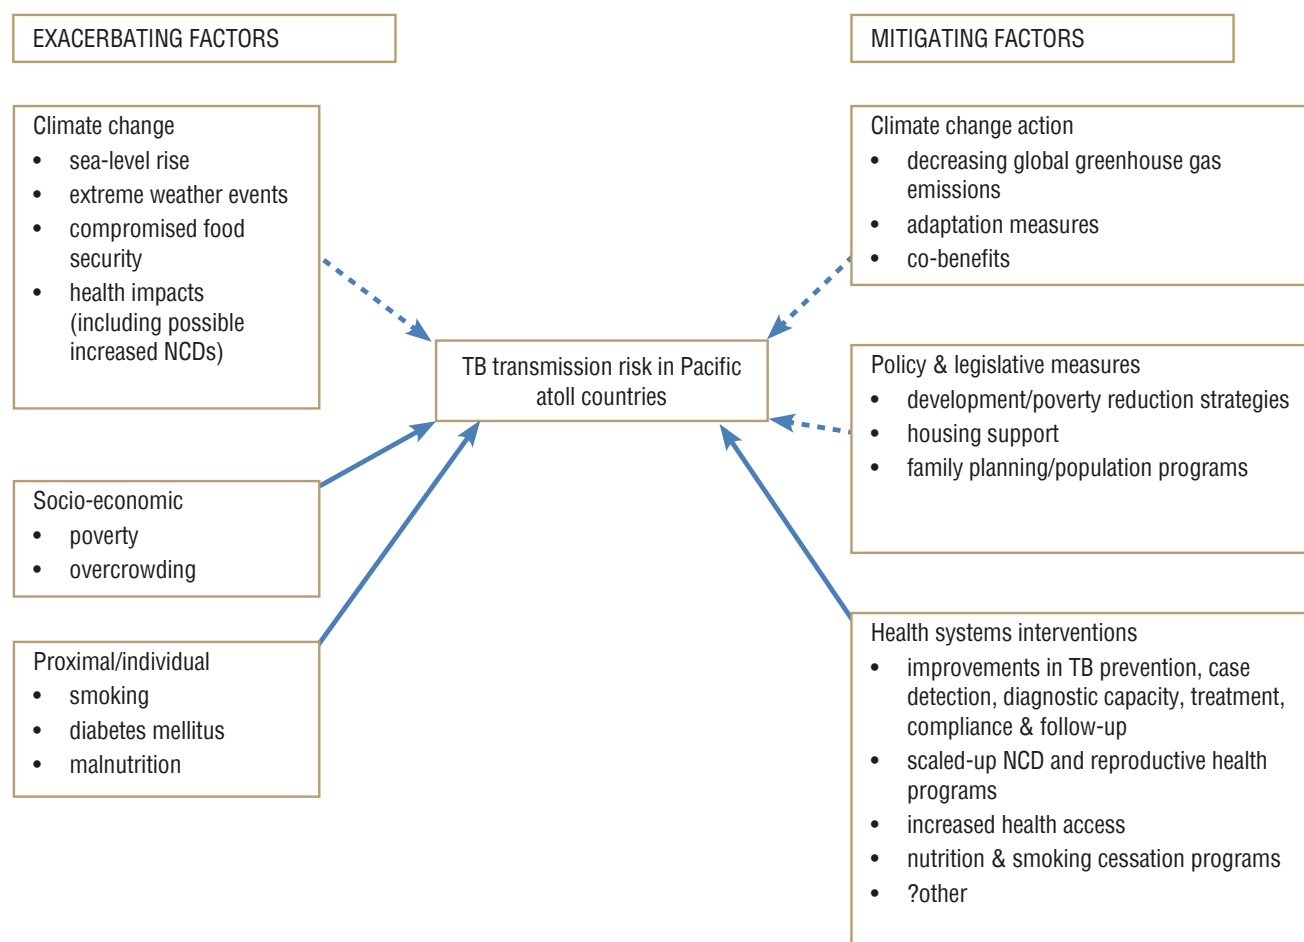 EXACERBATING FACTORS
Climate change
• sea-level rise
• extreme weather events
• compromised food
security
• health impacts
(including possible
increased NCDs)
Socio-economic
• poverty
• overcrowding
Proximal/individual
• smoking
• diabetes mellitus
• malnutrition
TB transmission risk in Pacific
atoll countries
MITIGATING FACTORS
Climate change action
• decreasing global greenhouse gas
emissions
• adaptation measures
• co-benefits
Policy & legislative measures
• development/poverty reduction strategies
• housing support
• family planning/population programs
Health systems interventions
• improvements in TB prevention, case
detection, diagnostic capacity, treatment,
compliance & follow-up
• scaled-up NCD and reproductive health
programs
• increased health access
• nutrition & smoking cessation programs
• ?other